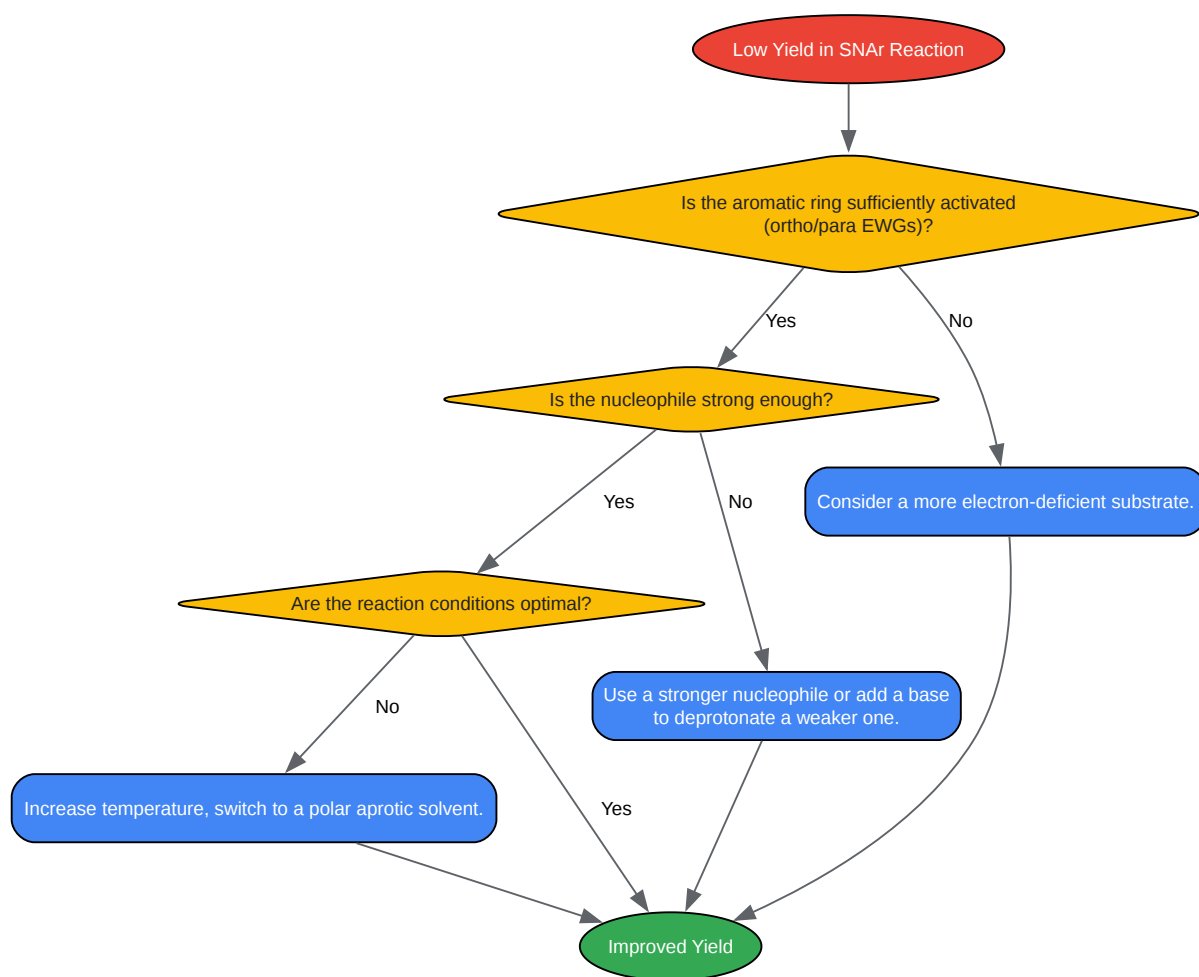 Low Yield in SNAr Reaction
Is the aromatic ring sufficiently activated
(ortho/para EWGs)?
Yes
No
Is the nucleophile strong enough?
Yes
No
Consider a more electron-deficient substrate.
Are the reaction conditions optimal?
No
Use a stronger nucleophile or add a base
to deprotonate a weaker one.
Increase temperature, switch to a polar aprotic solvent.
Yes
Improved Yield